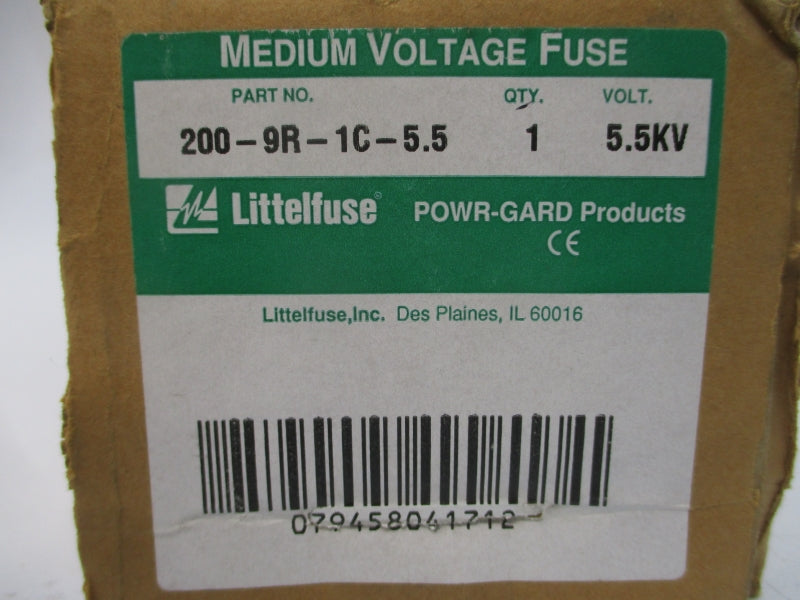 MEDIUM VOLTAGE FUSE
PART NO. QTY. VOLT.
200-9R-1C-5.5 1 5.5KV
Littelfuse® POWR-GARD Products
CE
Littelfuse,Inc. Des Plaines, IL 60016
079458041712